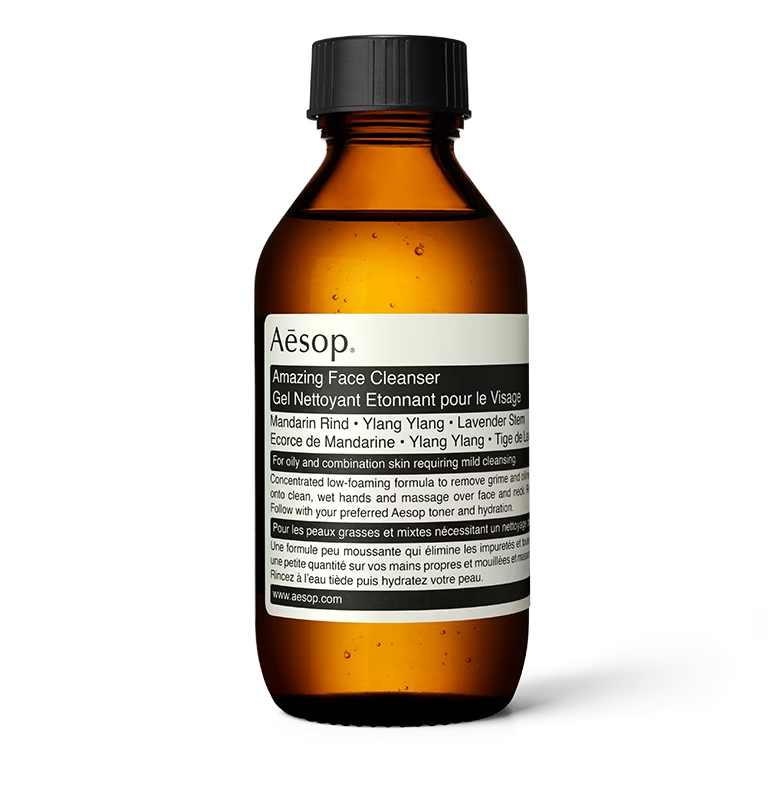 Aēsop®
Amazing Face Cleanser
Gel Nettoyant Etonnant pour le Visage
Mandarin Rind • Ylang Ylang • Lavender Stem
Ecorce de Mandarine • Ylang Ylang • Tige de
For oily and combination skin requiring mild cleansing
Concentrated low-foaming formula to remove grime and
onto clean, wet hands and massage over face and neck.
Follow with your preferred Aesop toner and hydration.
Pour les peaux grasses et mixtes nécessitant un nettoyage
Une formule peu moussante qui élimine les impuretés et
une petite quantité sur vos mains propres et mouillées et
Rincez à l'eau tiède puis hydratez votre peau.
www.aesop.com